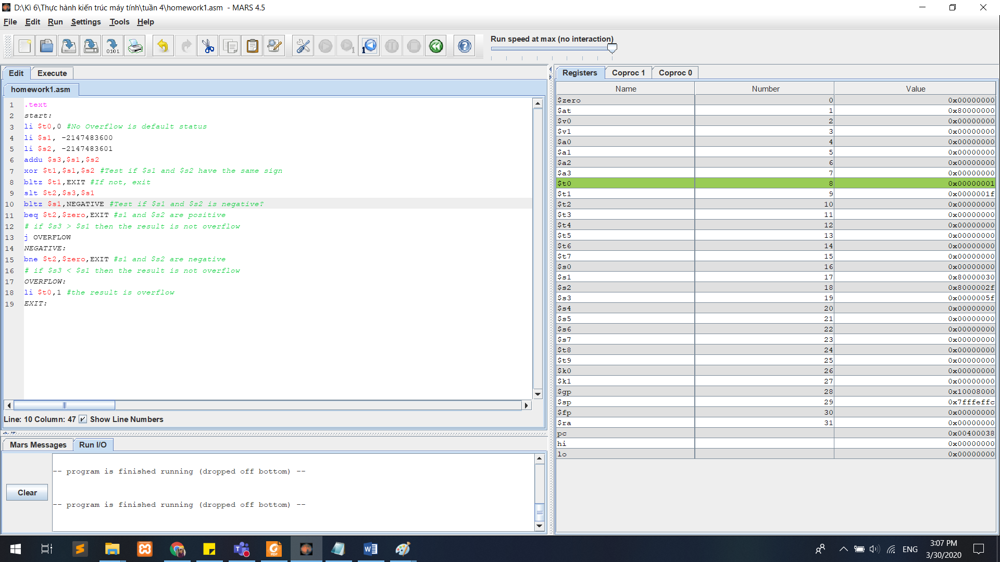 D:\Kì 6\Thực hành kiến trúc máy tính\tuần 4\homework1.asm - MARS 4.5
File Edit Run Settings Tools Help
Run speed at max (no interaction)
Edit Execute
homework1.asm
1 .text
2 start:
3 li $t0,0 #No Overflow is default status
4 li $s1, -2147483600
5 li $s2, -2147483601
6 addu $s3,$s1,$s2
7 xor $t1,$s1,$s2 #Test if $s1 and $s2 have the same sign
8 bltz $t1,EXIT #If not, exit
9 slt $t2,$s3,$s1
10 bltz $s1,NEGATIVE #Test if $s1 and $s2 is negative?
11 beq $t2,$zero,EXIT #s1 and $s2 are positive
12 # if $s3 > $s1 then the result is not overflow
13 j OVERFLOW
14 NEGATIVE:
15 bne $t2,$zero,EXIT #s1 and $s2 are negative
16 # if $s3 < $s1 then the result is not overflow
17 OVERFLOW:
18 li $t0,1 #the result is overflow
19 EXIT:
Line: 10 Column: 47 Show Line Numbers
Mars Messages Run I/O
-- program is finished running (dropped off bottom) --
Clear
-- program is finished running (dropped off bottom) --
Registers Coproc 1 Coproc 0
Name Number Value
$zero 0 0x00000000
$at 1 0x80000000
$v0 2 0x00000000
$v1 3 0x00000000
$a0 4 0x00000000
$a1 5 0x00000000
$a2 6 0x00000000
$a3 7 0x00000000
$t0 8 0x00000001
$t1 9 0x0000001f
$t2 10 0x00000000
$t3 11 0x00000000
$t4 12 0x00000000
$t5 13 0x00000000
$t6 14 0x00000000
$t7 15 0x00000000
$s0 16 0x00000000
$s1 17 0x80000030
$s2 18 0x8000002f
$s3 19 0x0000005f
$s4 20 0x00000000
$s5 21 0x00000000
$s6 22 0x00000000
$s7 23 0x00000000
$t8 24 0x00000000
$t9 25 0x00000000
$k0 26 0x00000000
$k1 27 0x00000000
$gp 28 0x10008000
$sp 29 0x7fffeffc
$fp 30 0x00000000
$ra 31 0x00000000
pc 0x00400038
hi 0x00000000
lo 0x00000000
ENG
3:07 PM
3/30/2020